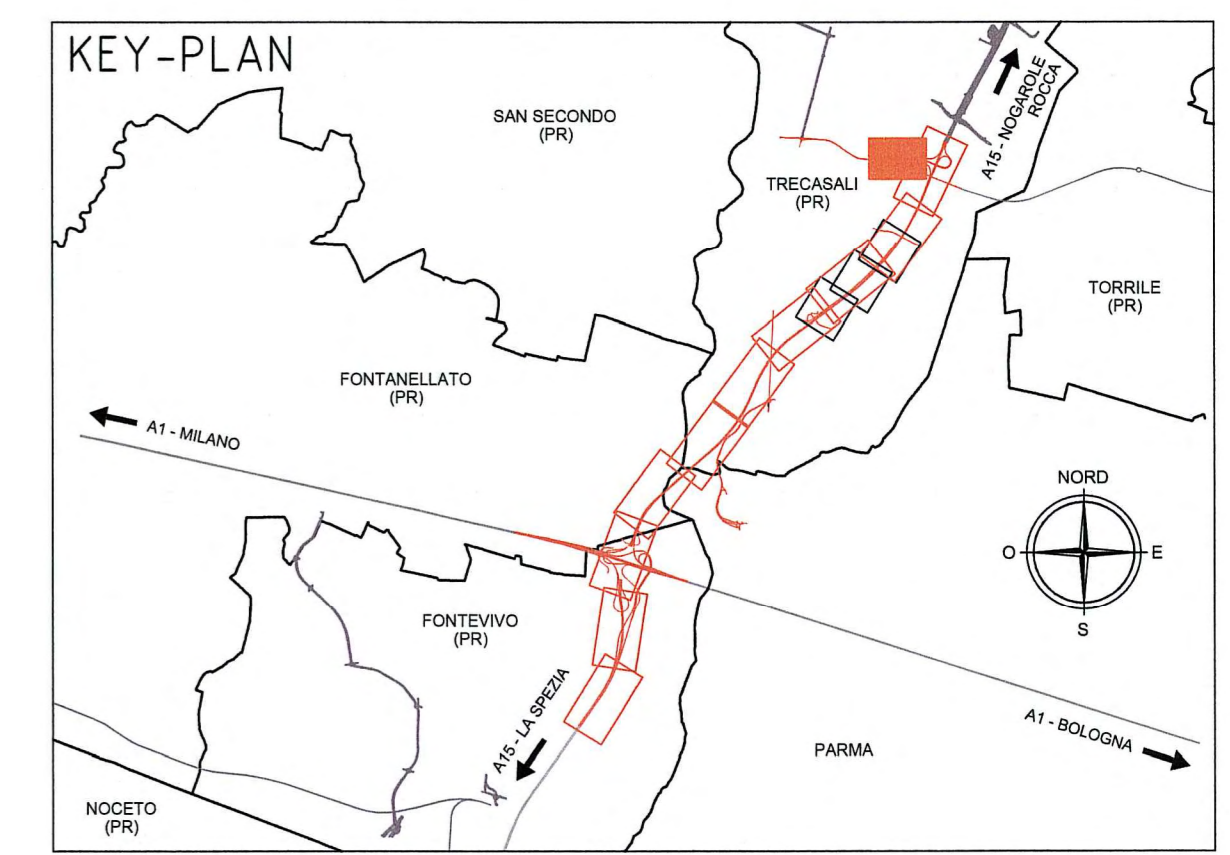 KEY-PLAN
SAN SECONDO
(PR)
A15 - NOGAROLE
ROCCA
TRECASALI
(PR)
TORRILE
(PR)
FONTANELLATO
(PR)
A1 - MILANO
NORD
O
E
S
FONTEVIVO
(PR)
A15 - LA SPEZIA
A1 - BOLOGNA
PARMA
NOCETO
(PR)